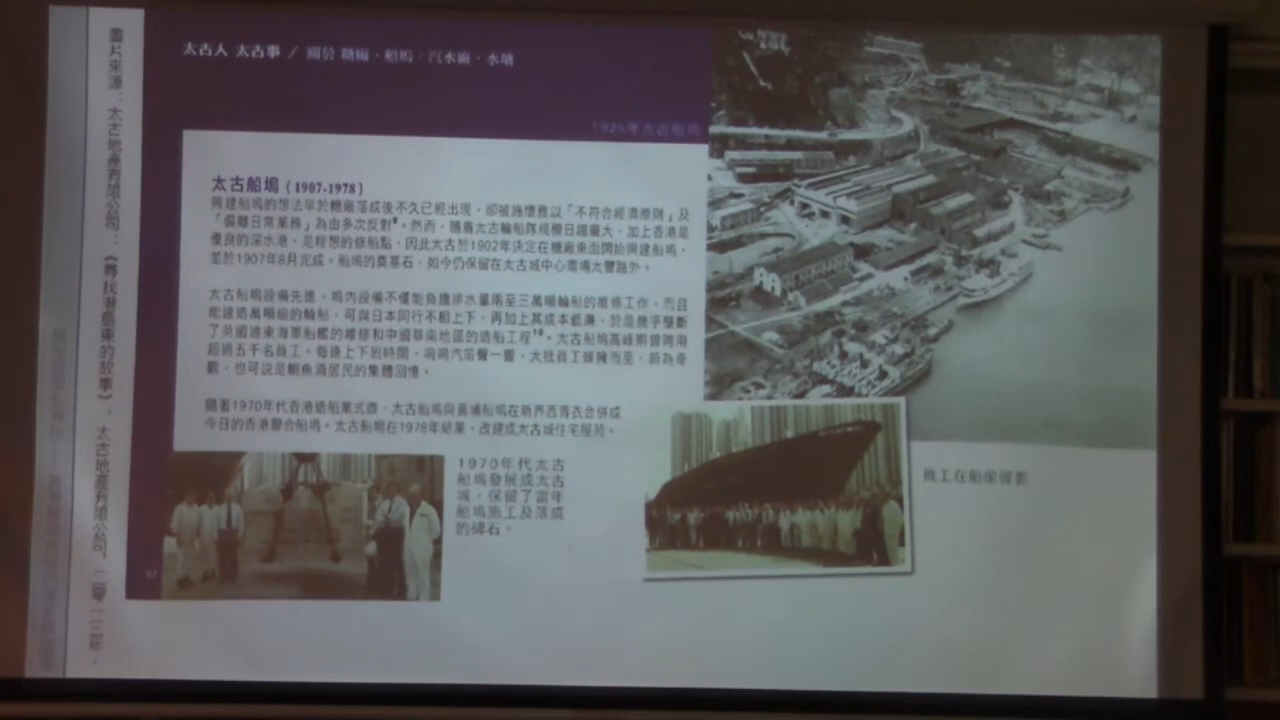 太古人 太古事 / 關於 糖廠．船塢．汽水廠．水塘
1925年太古船塢
太古船塢（1907-1978）
興建船塢的想法早於糖廠落成後不久已經出現，卻被施懷雅以「不符合經濟原則」及
「偏離日常業務」為由多次反對⁹。然而，隨着太古輪船隊規模日趨龐大，加上香港是
優良的深水港，是理想的修船點，因此太古於1902年決定在糖廠東面開始興建船塢，
並於1907年8月完成。船塢的奠基石，如今仍保留在太古城中心商場太豐路外。
太古船塢設備先進，塢內設備不僅能負擔排水量兩至三萬噸輪船的維修工作，而且
能建造萬噸級的輪船，可與日本同行不相上下，再加上其成本低廉，於是幾乎壟斷
了英國遠東海軍船艦的維修和中國華南地區的造船工程¹⁰。太古船塢高峰期曾聘用
超過五千名員工。每逢上下班時間，嗚嗚汽笛聲一響，大批員工蜂擁而至，蔚為奇
觀，也可說是鰂魚涌居民的集體回憶。
隨著1970年代香港造船業式微，太古船塢與黃埔船塢在新界西青衣合併成
今日的香港聯合船塢。太古船塢在1978年結業，改建成太古城住宅屋苑。
1970年代太古
船塢發展成太古
城，保留了當年
船塢施工及落成
的碑石。
員工在船梁留影
圖片來源：太古地產有限公司：《尋找港島東的故事》，太古地產有限公司，二零一三年。